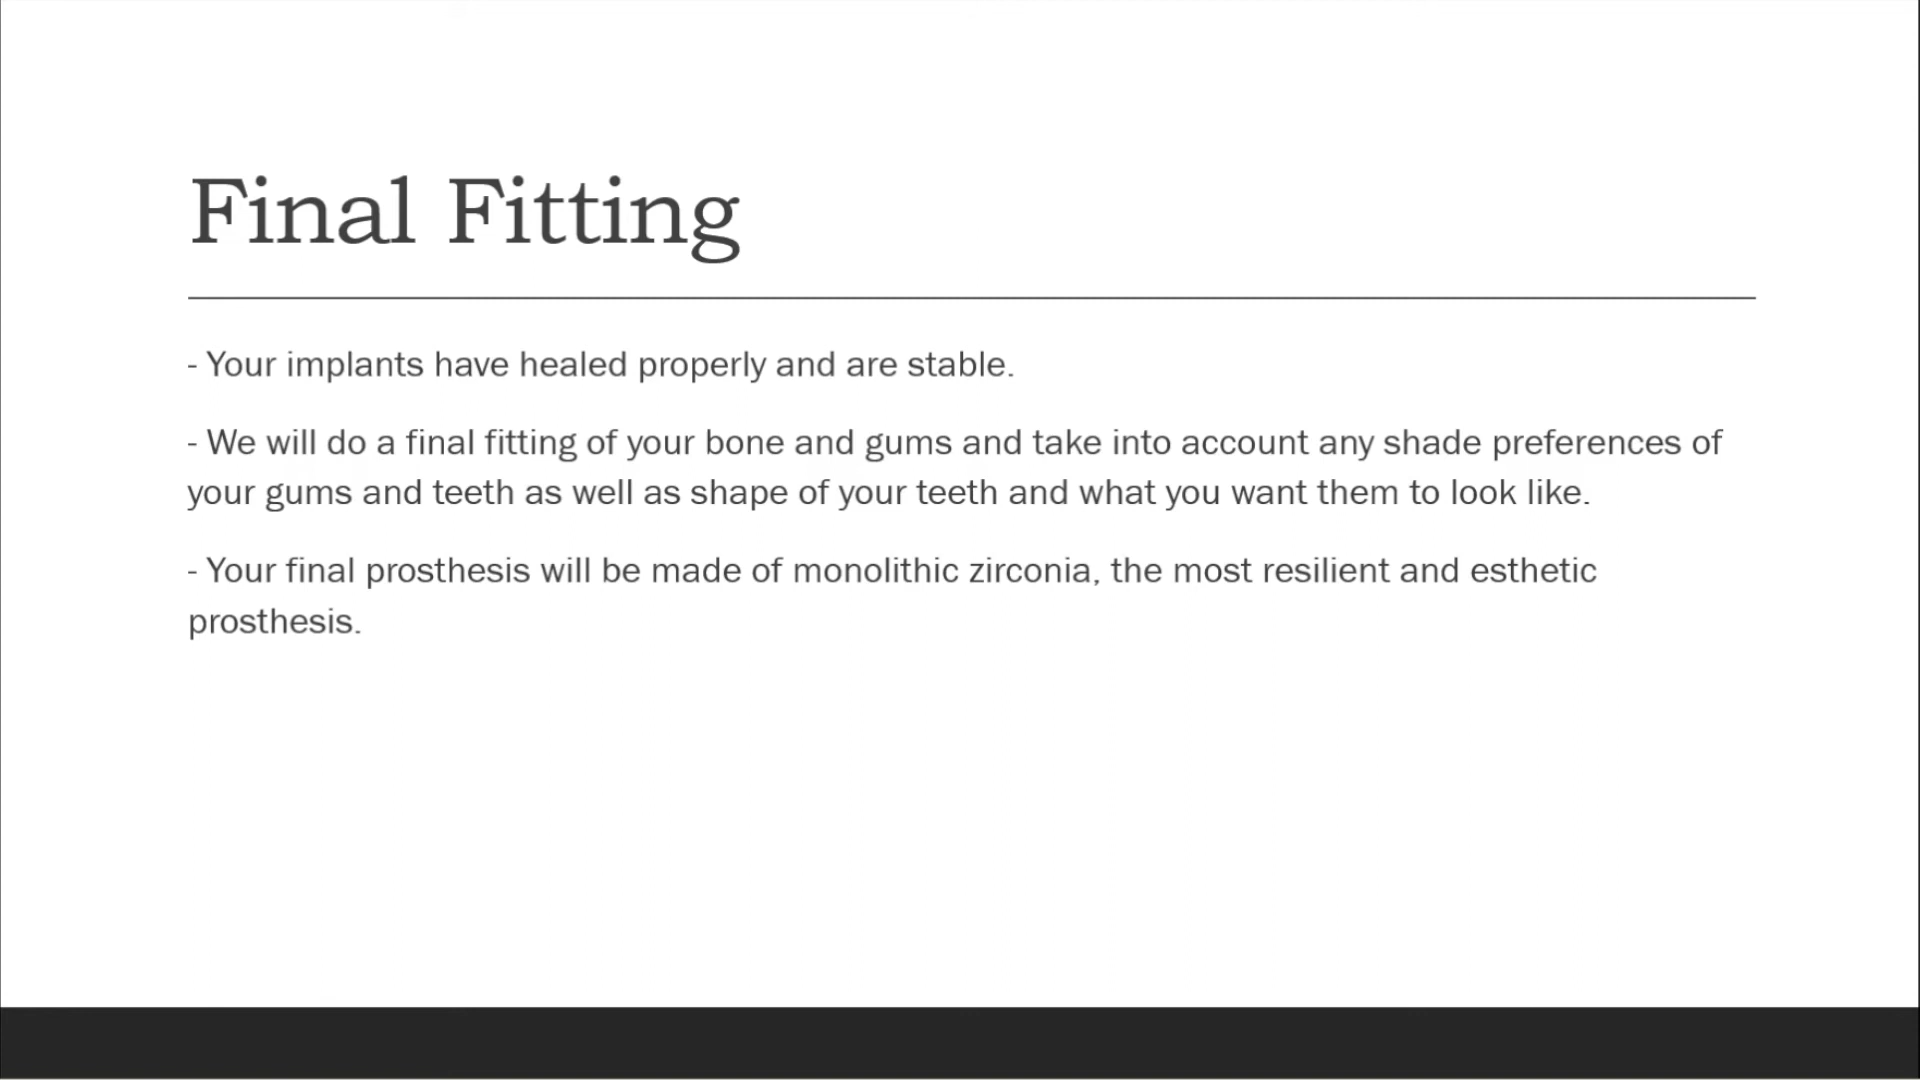 Final Fitting
- Your implants have healed properly and are stable.
- We will do a final fitting of your bone and gums and take into account any shade preferences of
your gums and teeth as well as shape of your teeth and what you want them to look like.
- Your final prosthesis will be made of monolithic zirconia, the most resilient and esthetic
prosthesis.